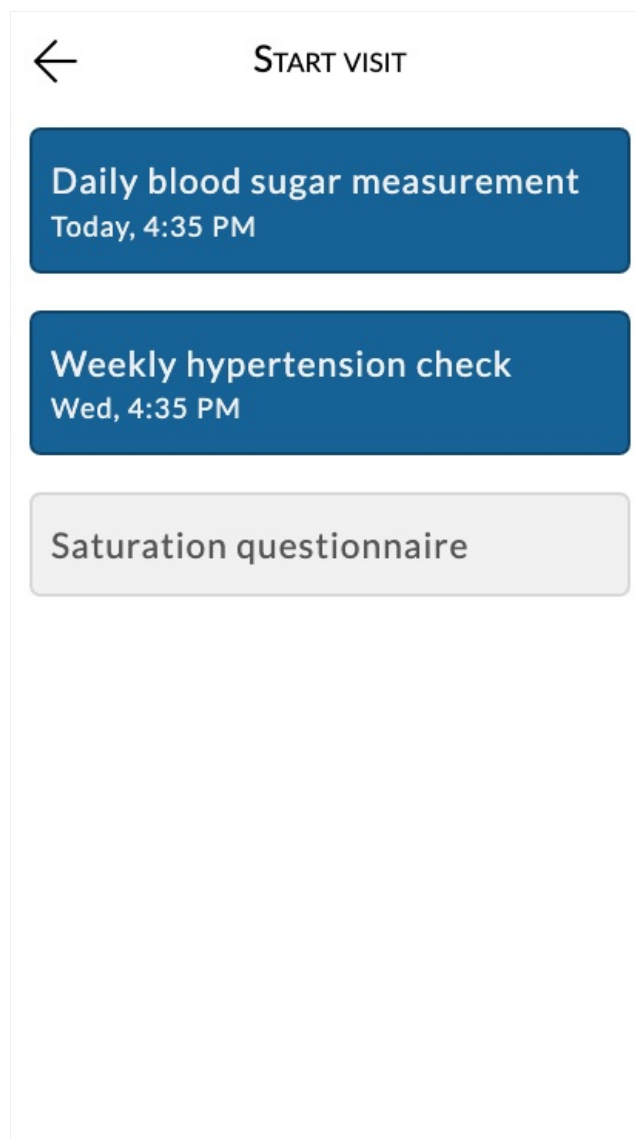 Start visit
Daily blood sugar measurement
Today, 4:35 PM
Weekly hypertension check
Wed, 4:35 PM
Saturation questionnaire